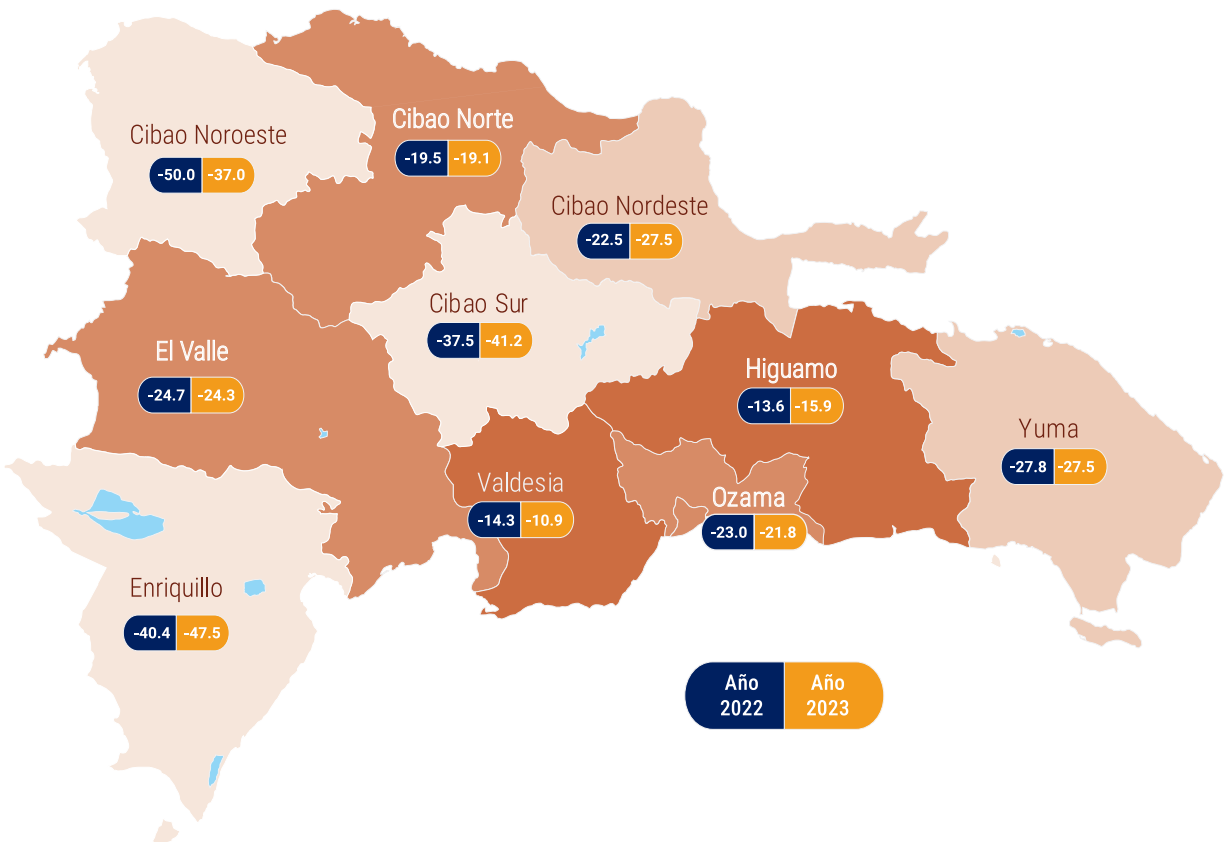 Cibao Noroeste
-50.0 -37.0
Cibao Norte
-19.5 -19.1
Cibao Nordeste
-22.5 -27.5
Cibao Sur
-37.5 -41.2
El Valle
-24.7 -24.3
Higuamo
-13.6 -15.9
Yuma
-27.8 -27.5
Valdesia
-14.3 -10.9
Ozama
-23.0 -21.8
Enriquillo
-40.4 -47.5
Año
2022
Año
2023